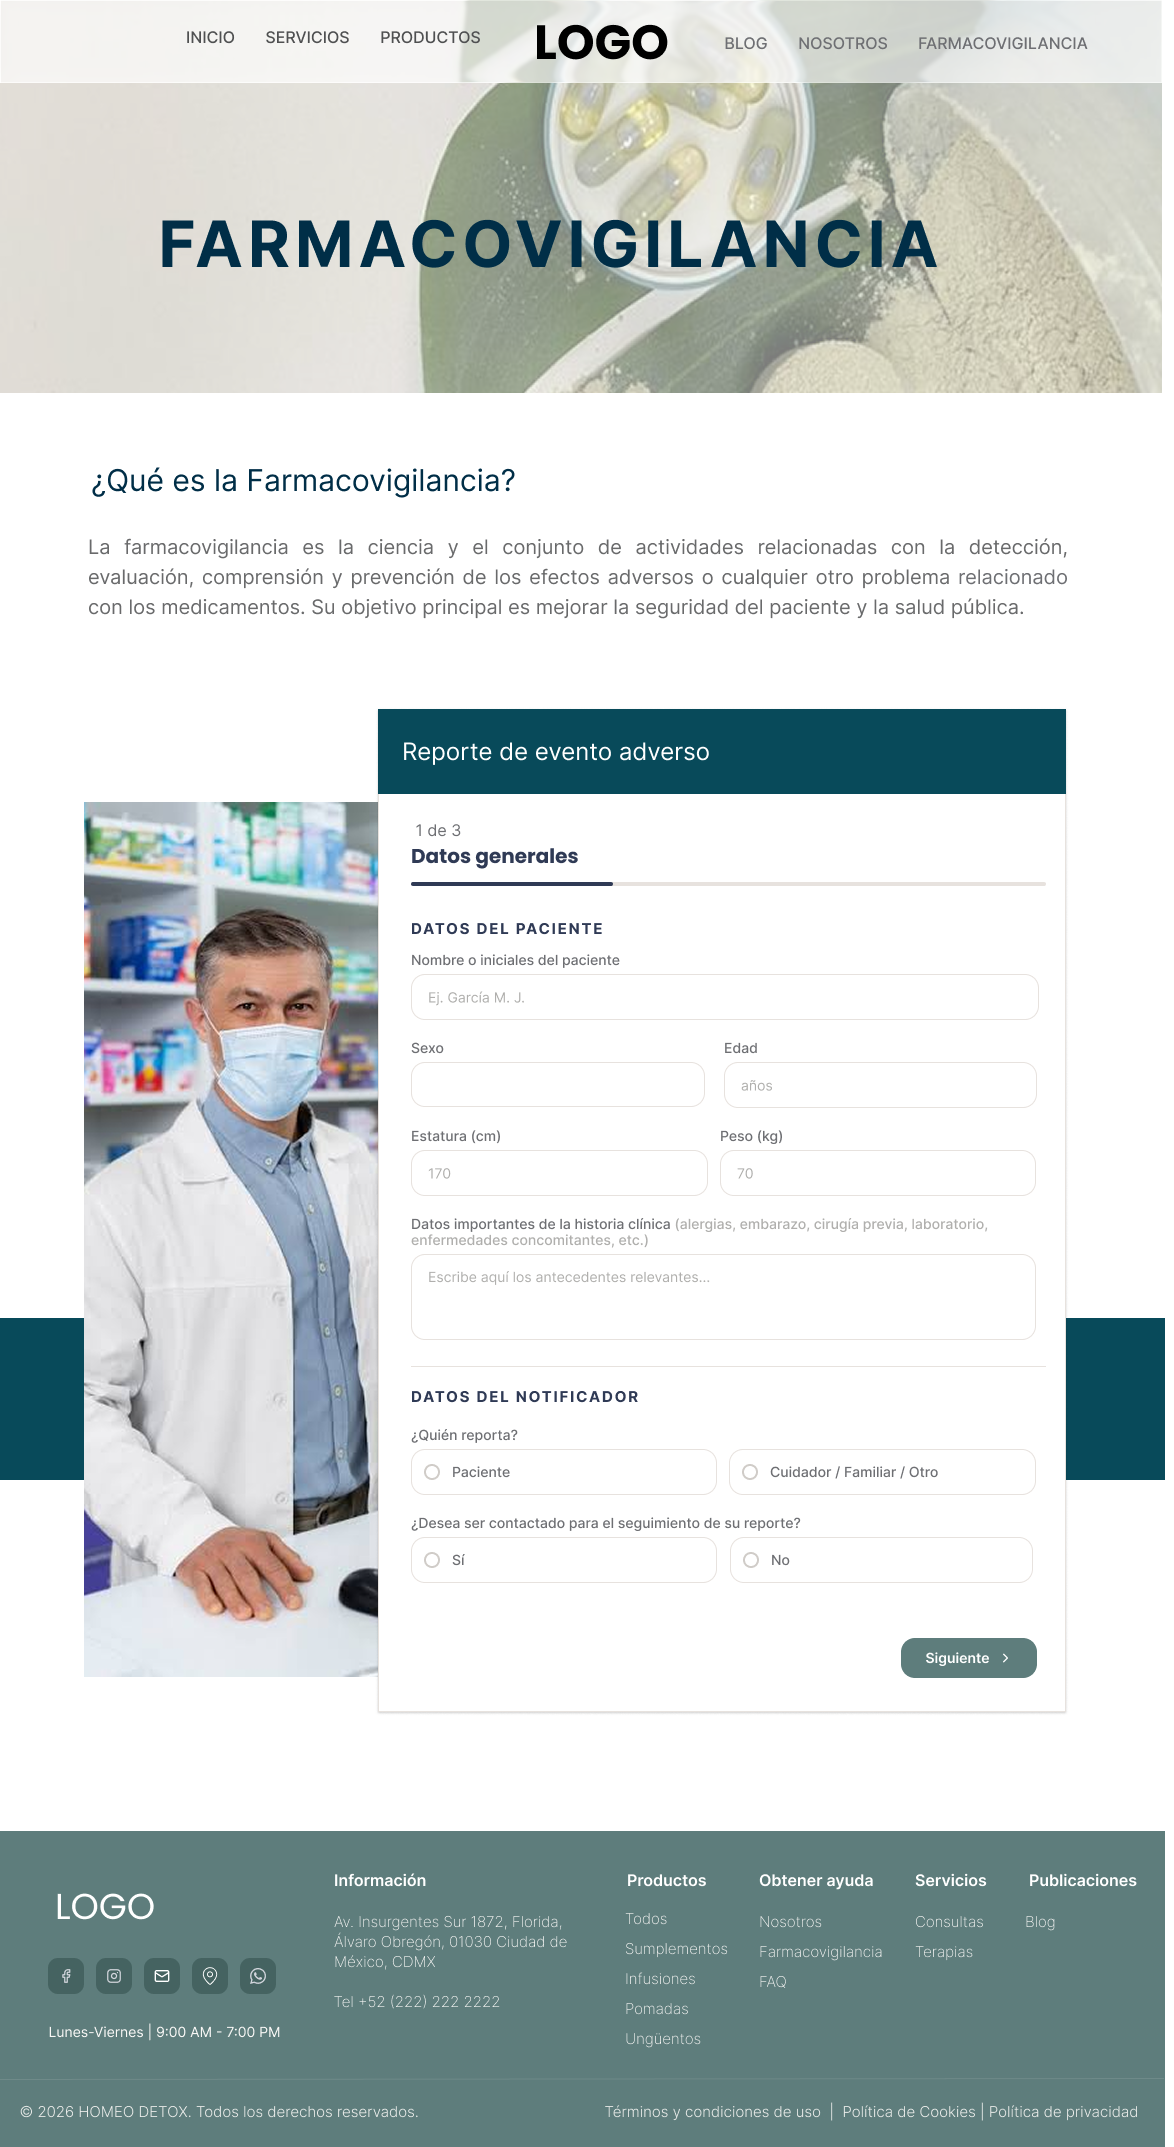 INICIO SERVICIOS PRODUCTOS LOGO BLOG NOSOTROS FARMACOVIGILANCIA
FARMACOVIGILANCIA
¿Qué es la Farmacovigilancia?
La farmacovigilancia es la ciencia y el conjunto de actividades relacionadas con la detección,
evaluación, comprensión y prevención de los efectos adversos o cualquier otro problema relacionado
con los medicamentos. Su objetivo principal es mejorar la seguridad del paciente y la salud pública.
Reporte de evento adverso
1 de 3
Datos generales
DATOS DEL PACIENTE
Nombre o iniciales del paciente
Ej. García M. J.
Sexo Edad
años
Estatura (cm) Peso (kg)
170 70
Datos importantes de la historia clínica (alergias, embarazo, cirugía previa, laboratorio,
enfermedades concomitantes, etc.)
Escribe aquí los antecedentes relevantes...
DATOS DEL NOTIFICADOR
¿Quién reporta?
Paciente Cuidador / Familiar / Otro
¿Desea ser contactado para el seguimiento de su reporte?
Sí No
Siguiente
LOGO
Lunes-Viernes | 9:00 AM - 7:00 PM
Información
Av. Insurgentes Sur 1872, Florida,
Álvaro Obregón, 01030 Ciudad de
México, CDMX
Tel +52 (222) 222 2222
Productos
Todos
Sumplementos
Infusiones
Pomadas
Ungüentos
Obtener ayuda
Nosotros
Farmacovigilancia
FAQ
Servicios
Consultas
Terapias
Publicaciones
Blog
© 2026 HOMEO DETOX. Todos los derechos reservados.
Términos y condiciones de uso | Política de Cookies | Política de privacidad